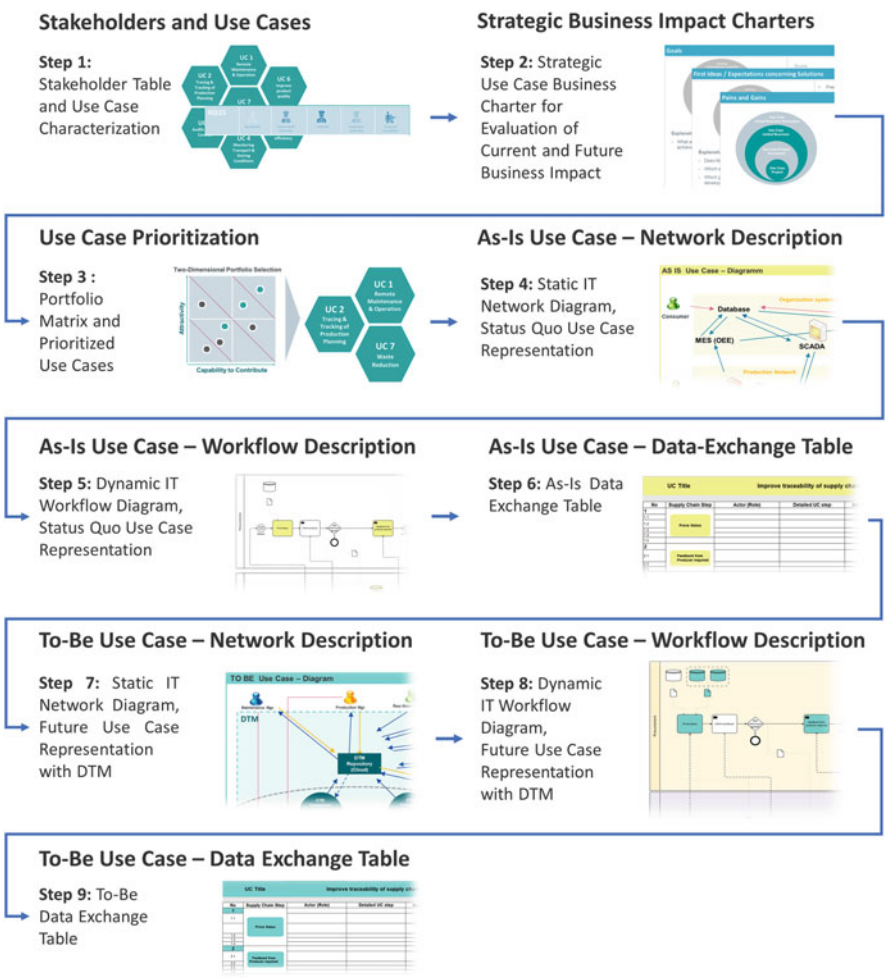 Stakeholders and Use Cases
Step 1:
Stakeholder Table
and Use Case
Characterization
UC 1
Remote
Maintenance
& Operation
UC 2
Tracing &
Tracking of
Production
Planning
UC 6
Improve
product
quality
UC 7
UC 4
Monitoring
Transport &
Storing
Conditions
efficiency
Strategic Business Impact Charters
Step 2: Strategic
Use Case Business
Charter for
Evaluation of
Current and Future
Business Impact
Goals
First Ideas / Expectations concerning Solutions
Pains and Gains
Use Case Prioritization
Step 3 :
Portfolio
Matrix and
Prioritized
Use Cases
Two-Dimensional Portfolio Selection
Attractivity
Capability to Contribute
UC 1
Remote
Maintenance
& Operation
UC 2
Tracing &
Tracking of
Production
Planning
UC 7
Waste
Reduction
As-Is Use Case – Network Description
Step 4: Static IT
Network Diagram,
Status Quo Use Case
Representation
AS IS Use Case – Diagramm
Consumer
Database
Organization system
MES (OEE)
SCADA
Production Network
As-Is Use Case – Workflow Description
Step 5: Dynamic IT
Workflow Diagram,
Status Quo Use Case
Representation
As-Is Use Case – Data-Exchange Table
Step 6: As-Is Data
Exchange Table
UC Title
Improve traceability of supply cha
No
Supply Chain Step
Actor (Role)
Detailed UC step
Feedback from
Producer required
To-Be Use Case – Network Description
Step 7: Static IT
Network Diagram,
Future Use Case
Representation
with DTM
TO BE Use Case – Diagram
Maintenance Mgr
Production Mgr
DTM
DTM
Repository
(Cloud)
To-Be Use Case – Workflow Description
Step 8: Dynamic
IT Workflow
Diagram,
Future Use Case
Representation
with DTM
To-Be Use Case – Data Exchange Table
Step 9: To-Be
Data Exchange
Table
UC Title
Improve traceability of supply ch
No
Supply Chain Step
Actor (Role)
Detailed UC step
Feedback from
Producer required